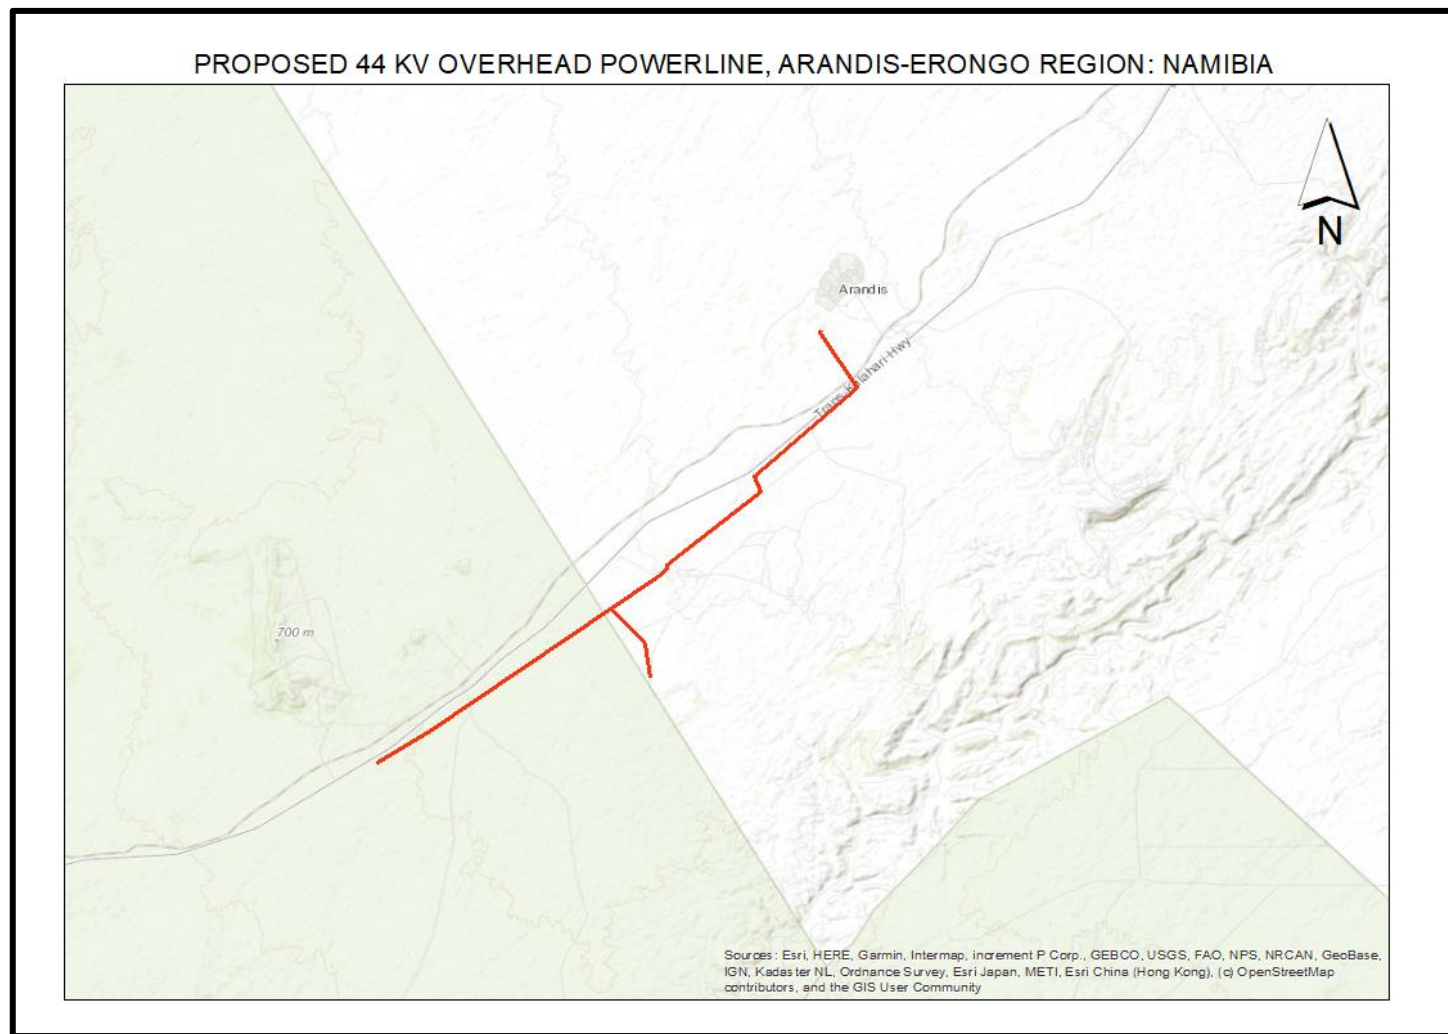 PROPOSED 44 KV OVERHEAD POWERLINE, ARANDIS-ERONGO REGION: NAMIBIA
N
Arandis
Trans-Kalahari-Hwy
700 m
Sources: Esri, HERE, Garmin, Intermap, increment P Corp., GEBCO, USGS, FAO, NPS, NRCAN, GeoBase,
IGN, Kadaster NL, Ordnance Survey, Esri Japan, METI, Esri China (Hong Kong), (c) OpenStreetMap
contributors, and the GIS User Community